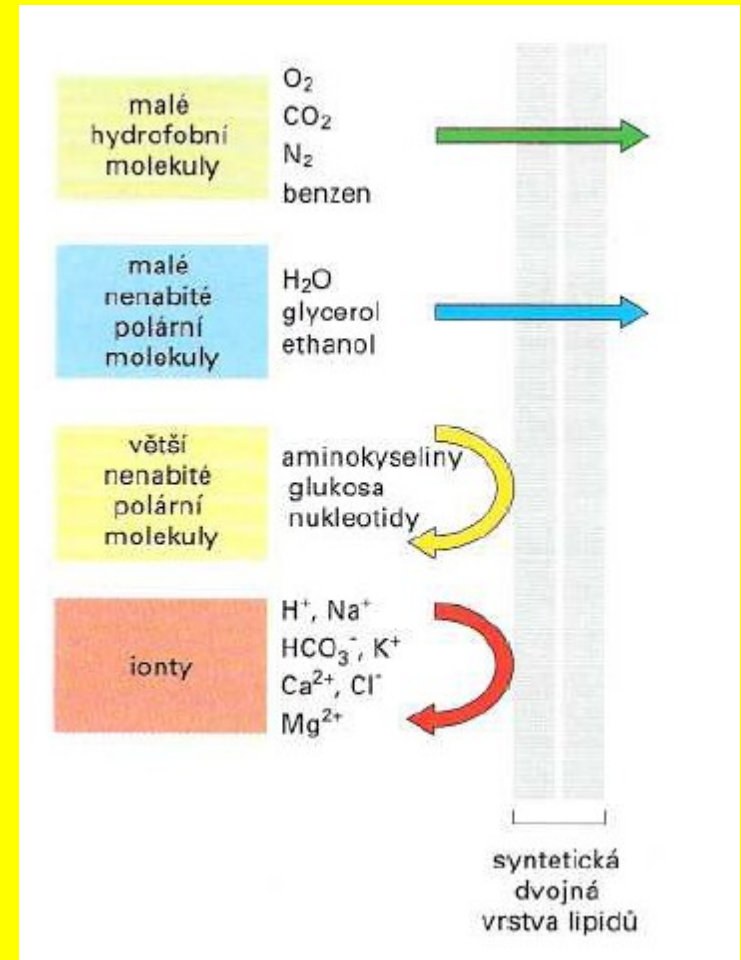 malé
hydrofobní
molekuly
O₂
CO₂
N₂
benzen
malé
nenabité
polární
molekuly
H₂O
glycerol
ethanol
větší
nenabité
polární
molekuly
aminokyseliny
glukosa
nukleotidy
ionty
H⁺, Na⁺
HCO₃⁻, K⁺
Ca²⁺, Cl⁻
Mg²⁺
syntetická
dvojná
vrstva lipidů